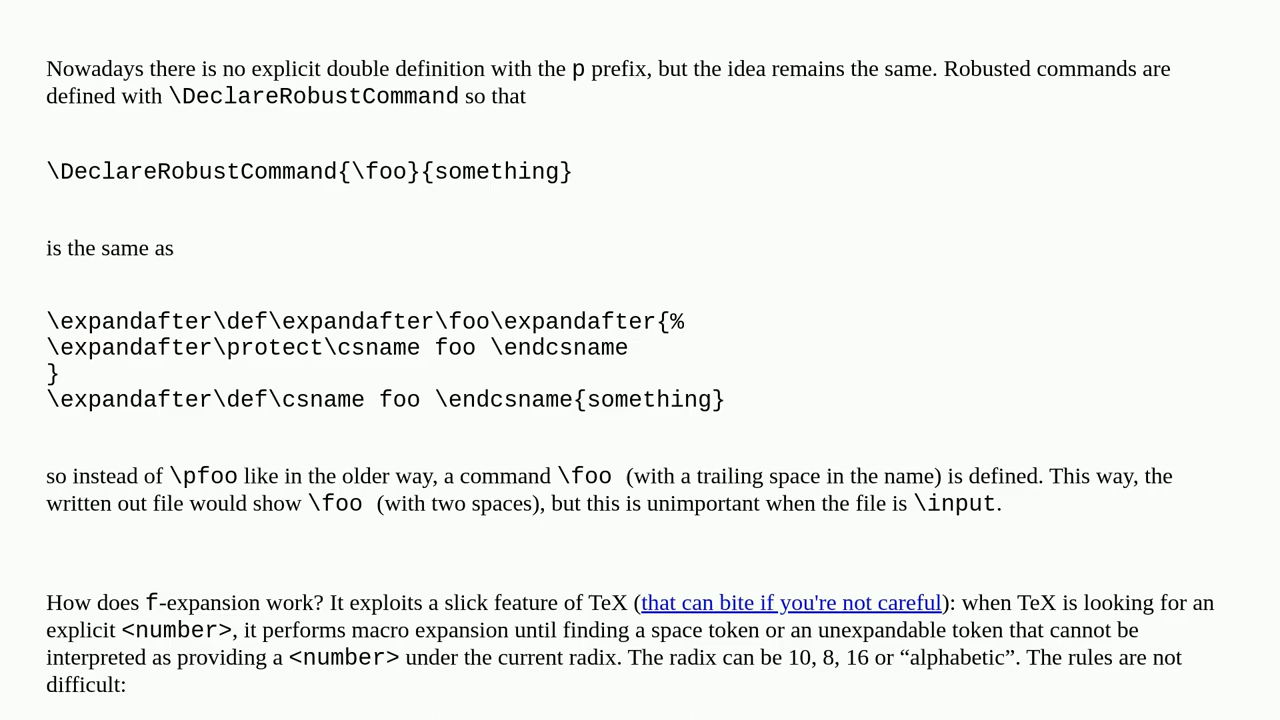 Nowadays there is no explicit double definition with the p prefix, but the idea remains the same. Robusted commands are
defined with \DeclareRobustCommand so that
\DeclareRobustCommand{\foo}{something}
is the same as
\expandafter\def\expandafter\foo\expandafter{%
\expandafter\protect\csname foo \endcsname
}
\expandafter\def\csname foo \endcsname{something}
so instead of \pfoo like in the older way, a command \foo  (with a trailing space in the name) is defined. This way, the
written out file would show \foo  (with two spaces), but this is unimportant when the file is \input.
How does f-expansion work? It exploits a slick feature of TeX (that can bite if you're not careful): when TeX is looking for an
explicit <number>, it performs macro expansion until finding a space token or an unexpandable token that cannot be
interpreted as providing a <number> under the current radix. The radix can be 10, 8, 16 or “alphabetic”. The rules are not
difficult: